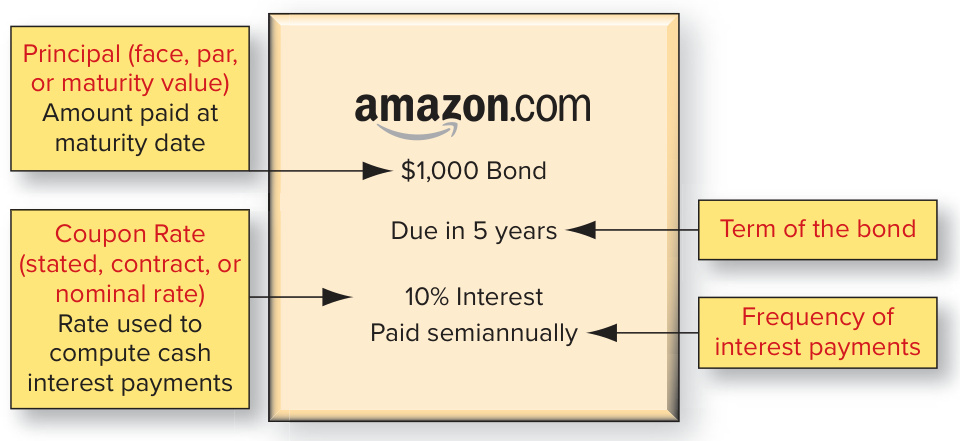 Principal (face, par,
or maturity value)
Amount paid at
maturity date
Coupon Rate
(stated, contract, or
nominal rate)
Rate used to
compute cash
interest payments
amazon.com
$1,000 Bond
Due in 5 years
10% Interest
Paid semiannually
Term of the bond
Frequency of
interest payments